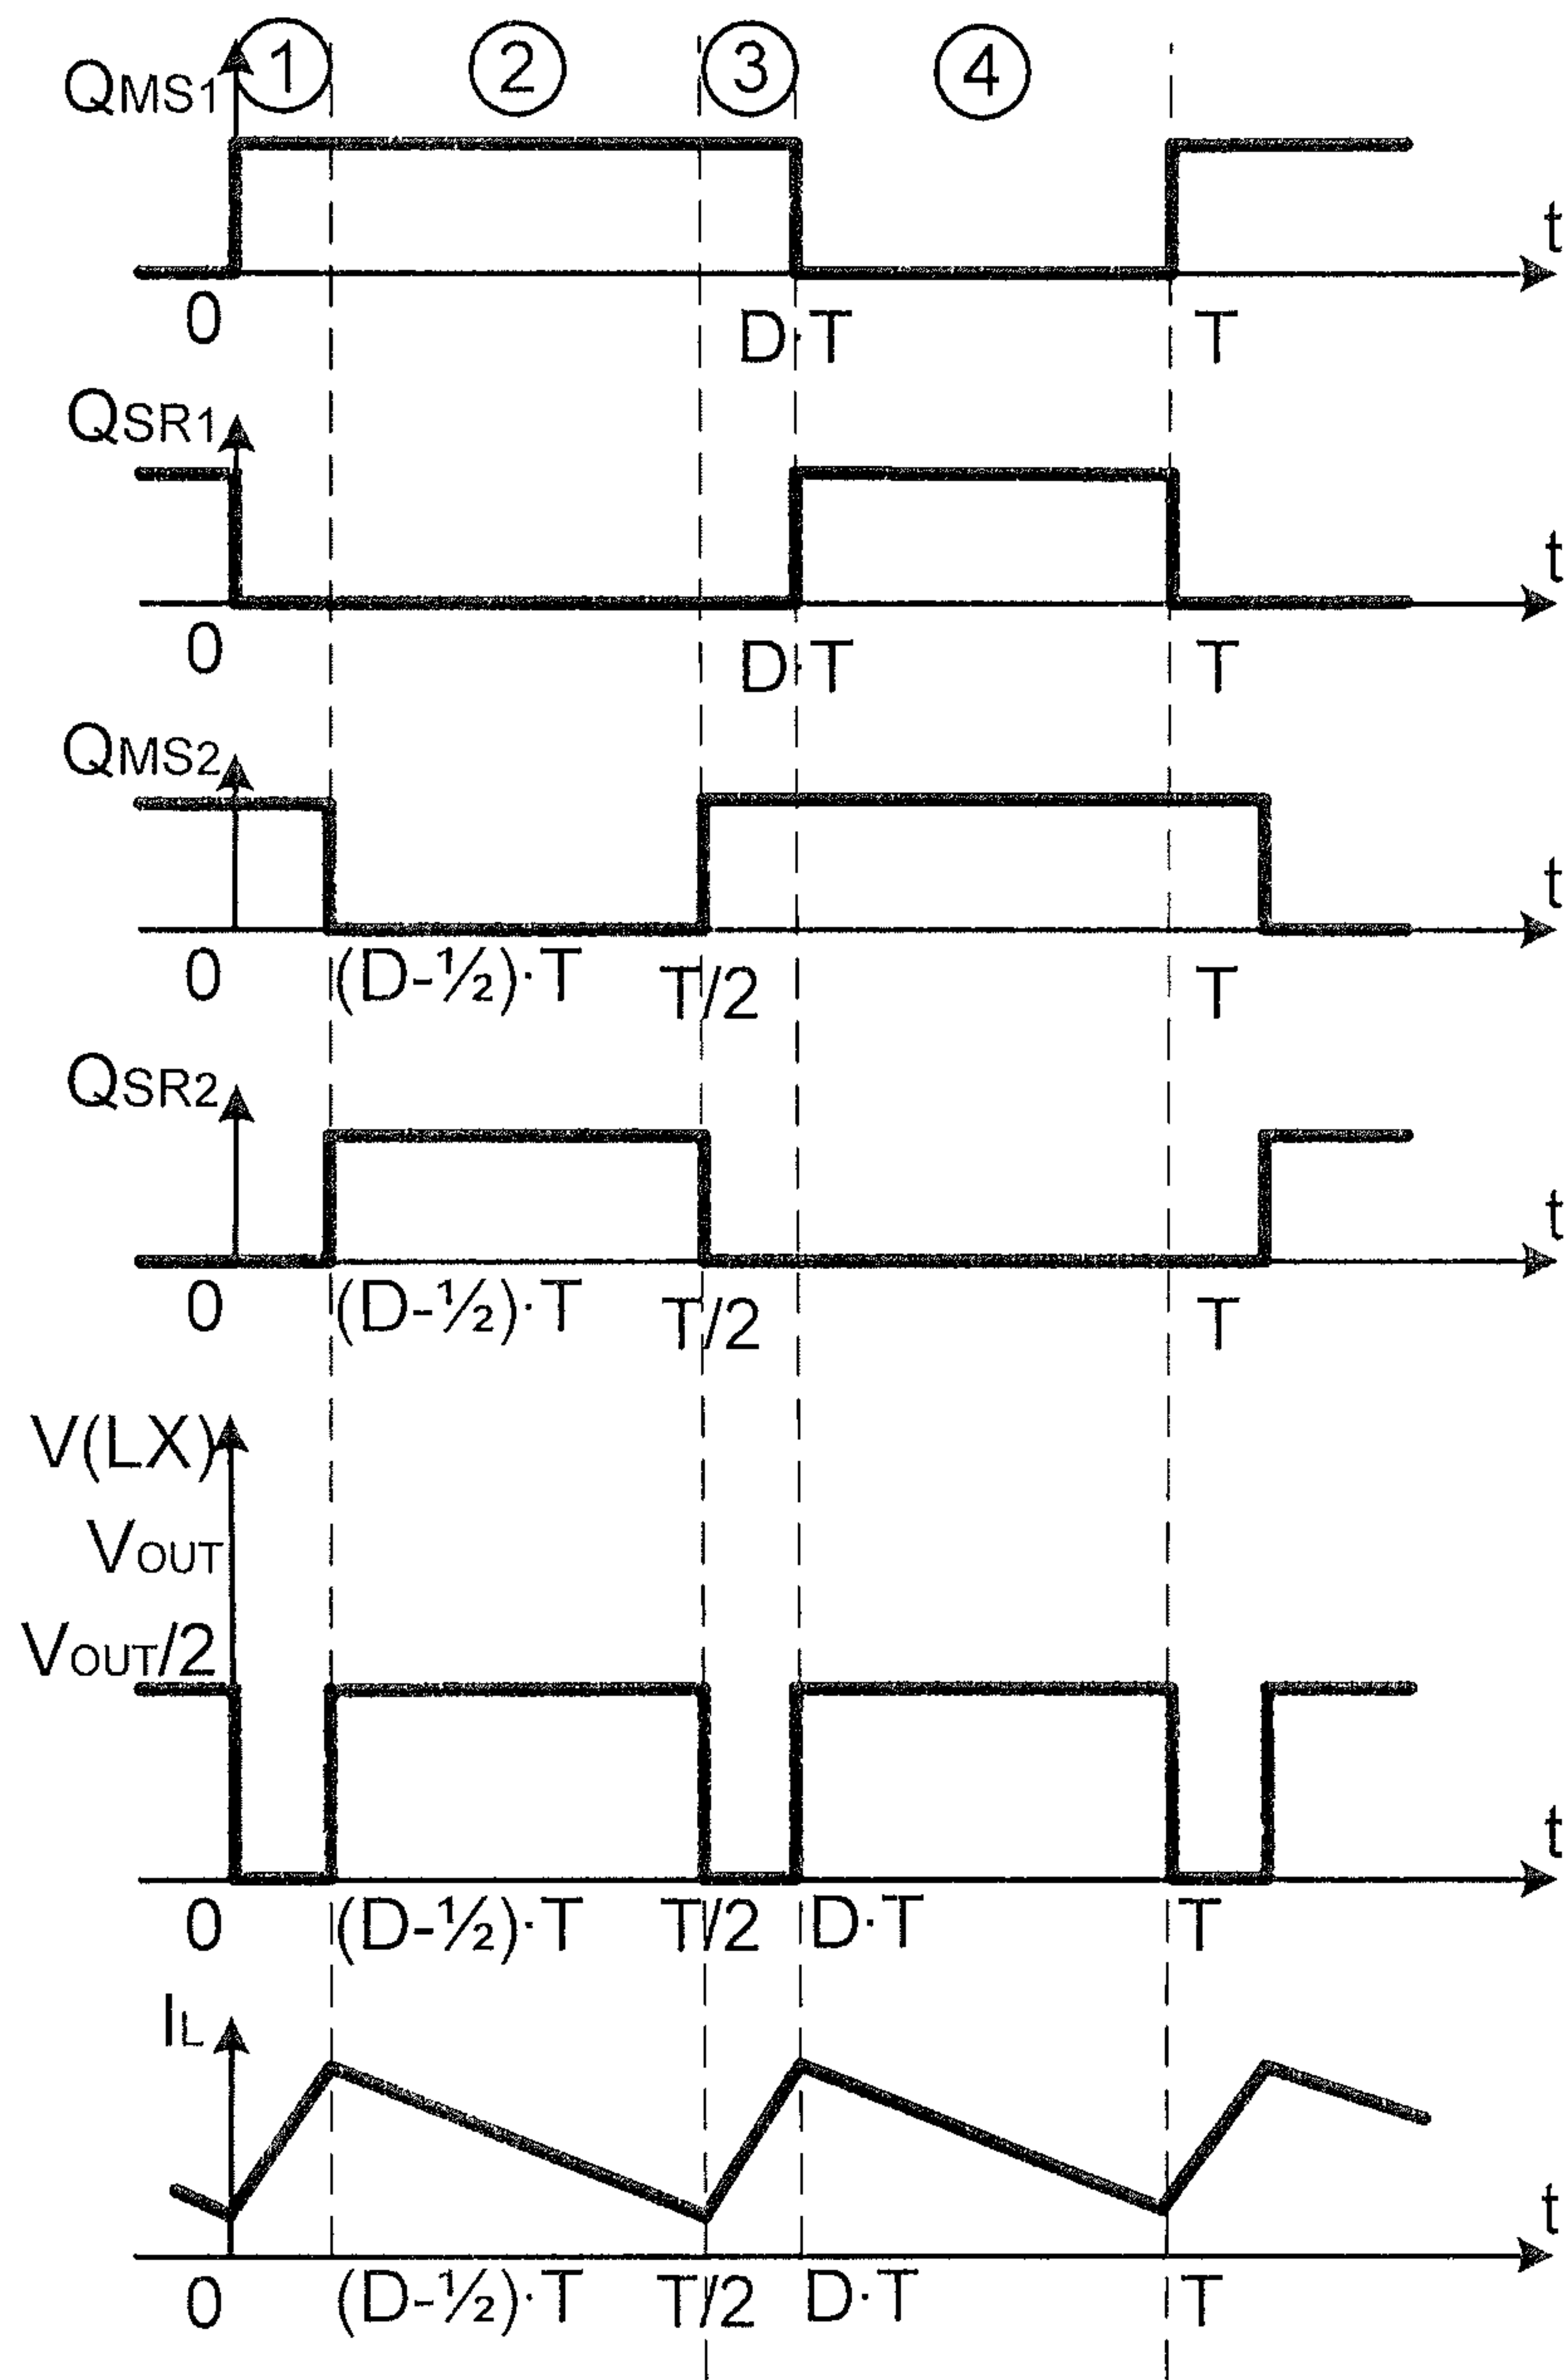 ① ② ③ ④
QMS1
t
0 D·T T
QSR1
t
0 D·T T
QMS2
t
0 (D-½)·T T/2 T
QSR2
t
0 (D-½)·T T/2 T
V(LX)
VOUT
VOUT/2
t
0 (D-½)·T T/2 D·T T
IL
t
0 (D-½)·T T/2 D·T T